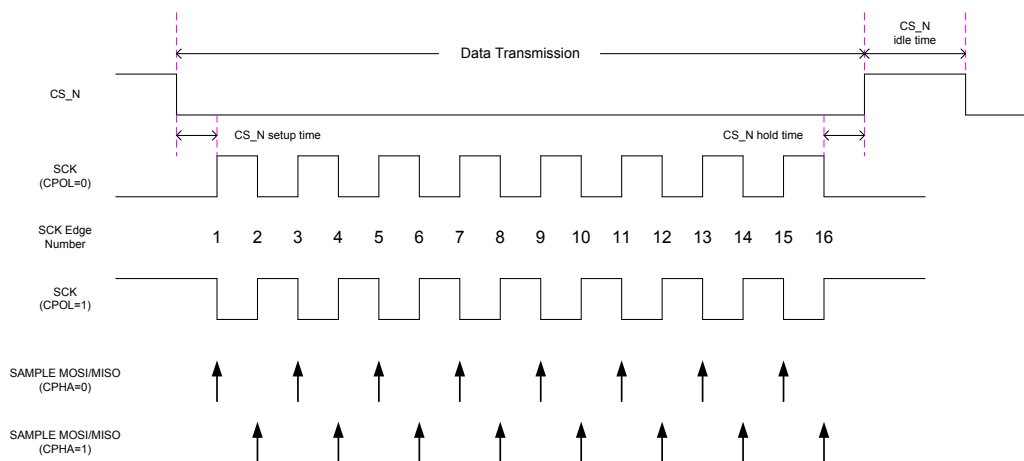 CS_N
idle time
Data Transmission
CS_N
CS_N setup time
CS_N hold time
SCK
(CPOL=0)
SCK Edge
Number
1 2 3 4 5 6 7 8 9 10 11 12 13 14 15 16
SCK
(CPOL=1)
SAMPLE MOSI/MISO
(CPHA=0)
SAMPLE MOSI/MISO
(CPHA=1)